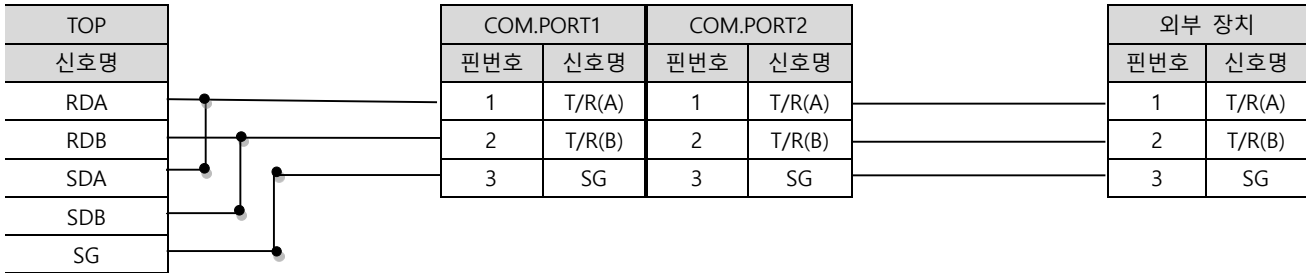 TOP COM.PORT1 COM.PORT2 외부 장치
신호명 핀번호 신호명 핀번호 신호명 핀번호 신호명
RDA 1 T/R(A) 1 T/R(A) 1 T/R(A)
RDB 2 T/R(B) 2 T/R(B) 2 T/R(B)
SDA 3 SG 3 SG 3 SG
SDB
SG